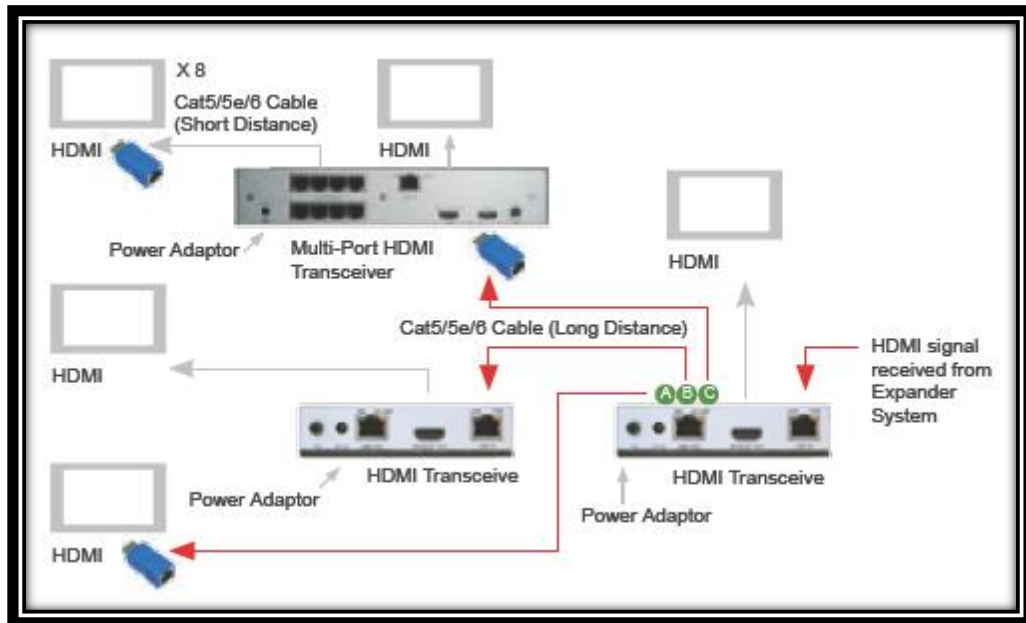 X 8
Cat5/5e/6 Cable
(Short Distance)
HDMI
HDMI
Power Adaptor
Multi-Port HDMI
Transceiver
HDMI
Cat5/5e/6 Cable (Long Distance)
HDMI signal
received from
Expander
System
HDMI
A B C
HDMI Transceive
HDMI Transceive
Power Adaptor
Power Adaptor
HDMI